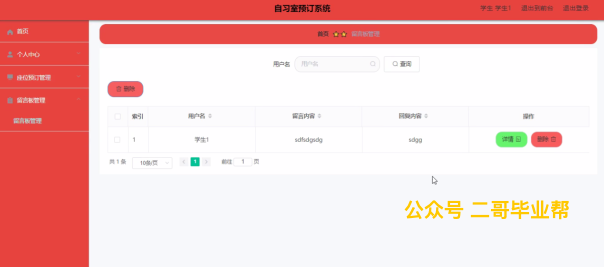 自习室预订系统
学生 学生1 退出到前台 退出登录
首页
个人中心
座位预订管理
留言板管理
留言板管理
首页 留言板管理
用户名 用户名 查询
删除
索引 用户名 留言内容 回复内容 操作
1 学生1 sdfsdgsdg sdgg 详情 删除
共 1 条 10条/页 1 前往 1 页
公众号 二哥毕业帮